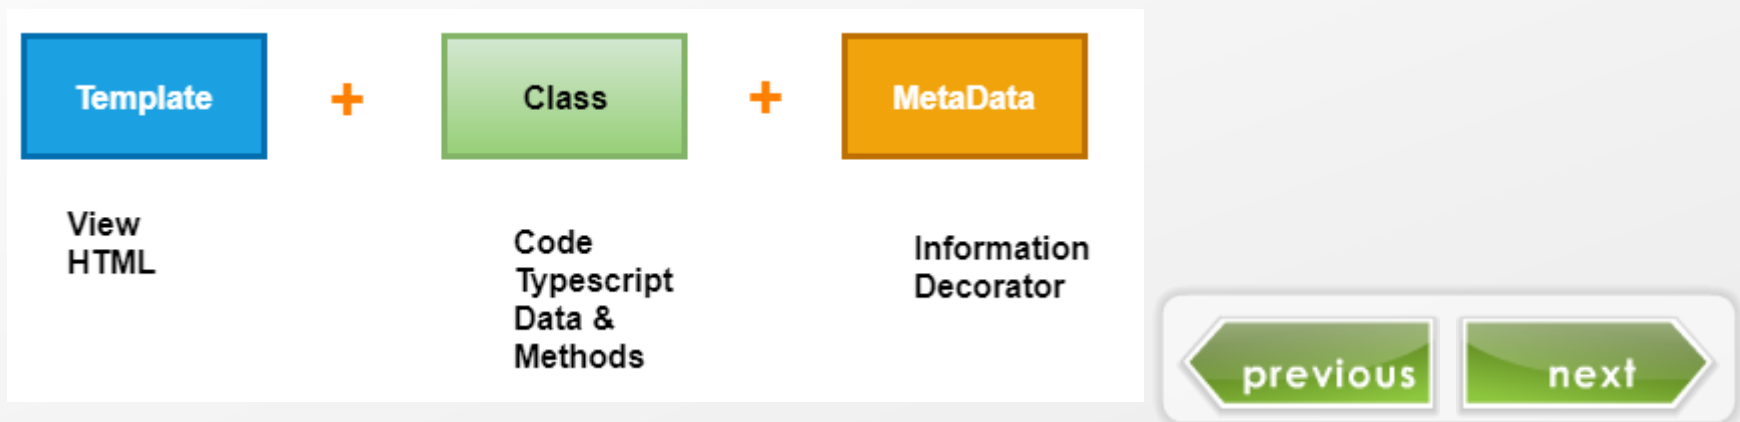 Template + Class + MetaData
View
HTML
Code
Typescript
Data &
Methods
Information
Decorator
previous next